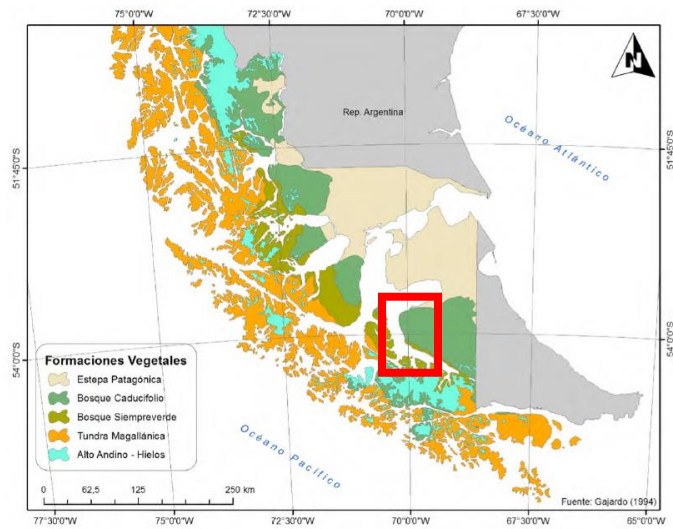 75°0'0"W
72°30'0"W
70°0'0"W
67°30'0"W
Rep. Argentina
Océano Atlántico
51°45'0"S
51°45'0"S
54°0'0"S
54°0'0"S
Formaciones Vegetales
Estepa Patagónica
Bosque Caducifolio
Bosque Siempreverde
Tundra Magallánica
Alto Andino - Hielos
Océano Pacífico
0 62,5 125 250 km
Fuente: Gajardo (1994)
77°30'0"W
75°0'0"W
72°30'0"W
70°0'0"W
67°30'0"W
65°0'0"W